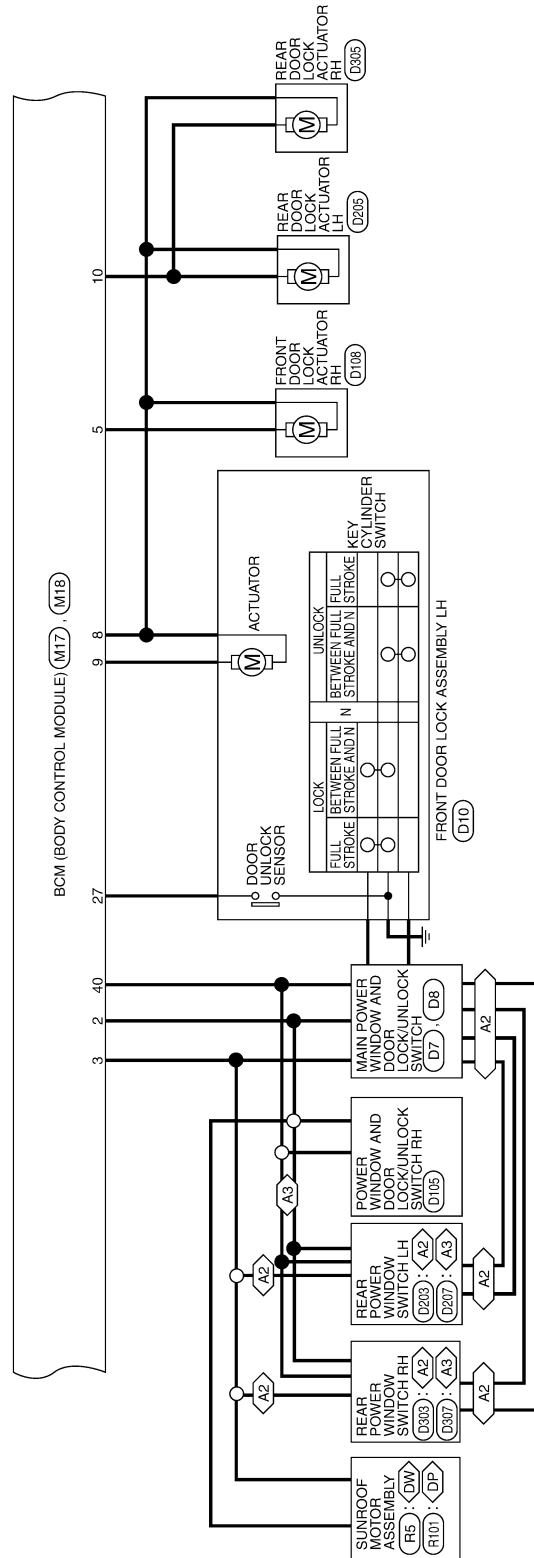 BCM (BODY CONTROL MODULE) M17 , M18
3
2
40
27
9
8
5
10
SUNROOF
MOTOR
ASSEMBLY
R5 : DW
R101 : DP
A2
REAR
POWER
WINDOW
SWITCH RH
D303 : A2
D307 : A3
A2
A2
REAR
POWER
WINDOW
SWITCH LH
D203 : A2
D207 : A3
A2
A3
POWER
WINDOW AND
DOOR
LOCK/UNLOCK
SWITCH RH
D105
MAIN POWER
WINDOW AND
DOOR
LOCK/UNLOCK
SWITCH
D7 , D8
A2
DOOR
UNLOCK
SENSOR
M
ACTUATOR
LOCK
N
UNLOCK
FULL
STROKE
BETWEEN FULL
STROKE AND N
BETWEEN FULL
STROKE AND N
FULL
STROKE
KEY
CYLINDER
SWITCH
FRONT DOOR LOCK ASSEMBLY LH
D10
M
FRONT
DOOR
LOCK
ACTUATOR
RH
D108
M
REAR
DOOR
LOCK
ACTUATOR
LH
D205
M
REAR
DOOR
LOCK
ACTUATOR
RH
D305